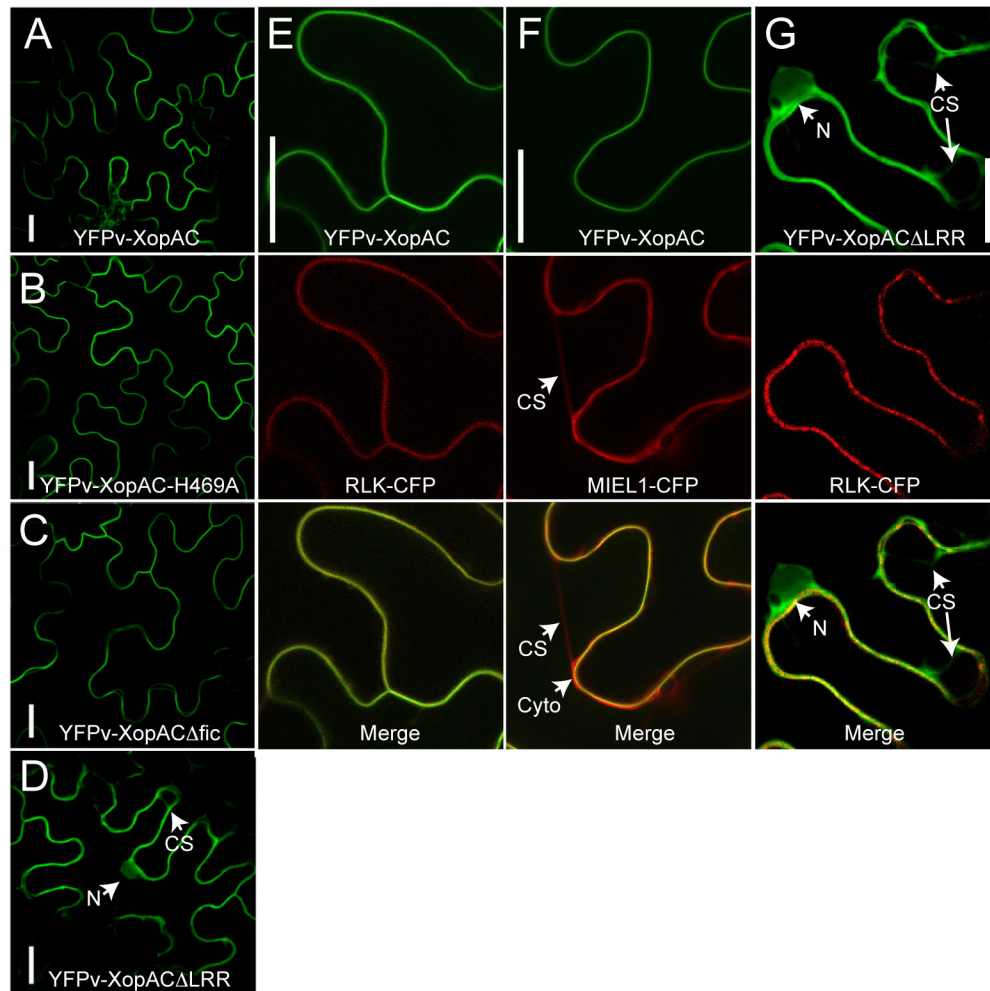 A
YFPv-XopAC
B
YFPv-XopAC-H469A
C
YFPv-XopACΔfic
D
CS
N
YFPv-XopACΔLRR
E
YFPv-XopAC
RLK-CFP
Merge
F
YFPv-XopAC
CS
MIEL1-CFP
CS
Cyto
Merge
G
CS
N
YFPv-XopACΔLRR
RLK-CFP
CS
N
Merge